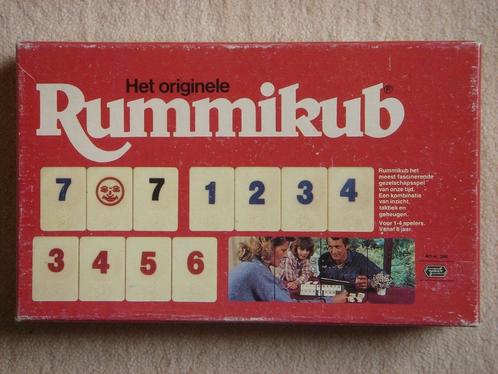 Het originele
Rummikub®
7 7 1 2 3 4
Rummikub het
meest fascinerende
gezelschapsspel
van onze tijd.
Een kombinatie
van inzicht,
taktiek en
geheugen.
Voor 1-4 spelers.
Vanaf 8 jaar.
3 4 5 6